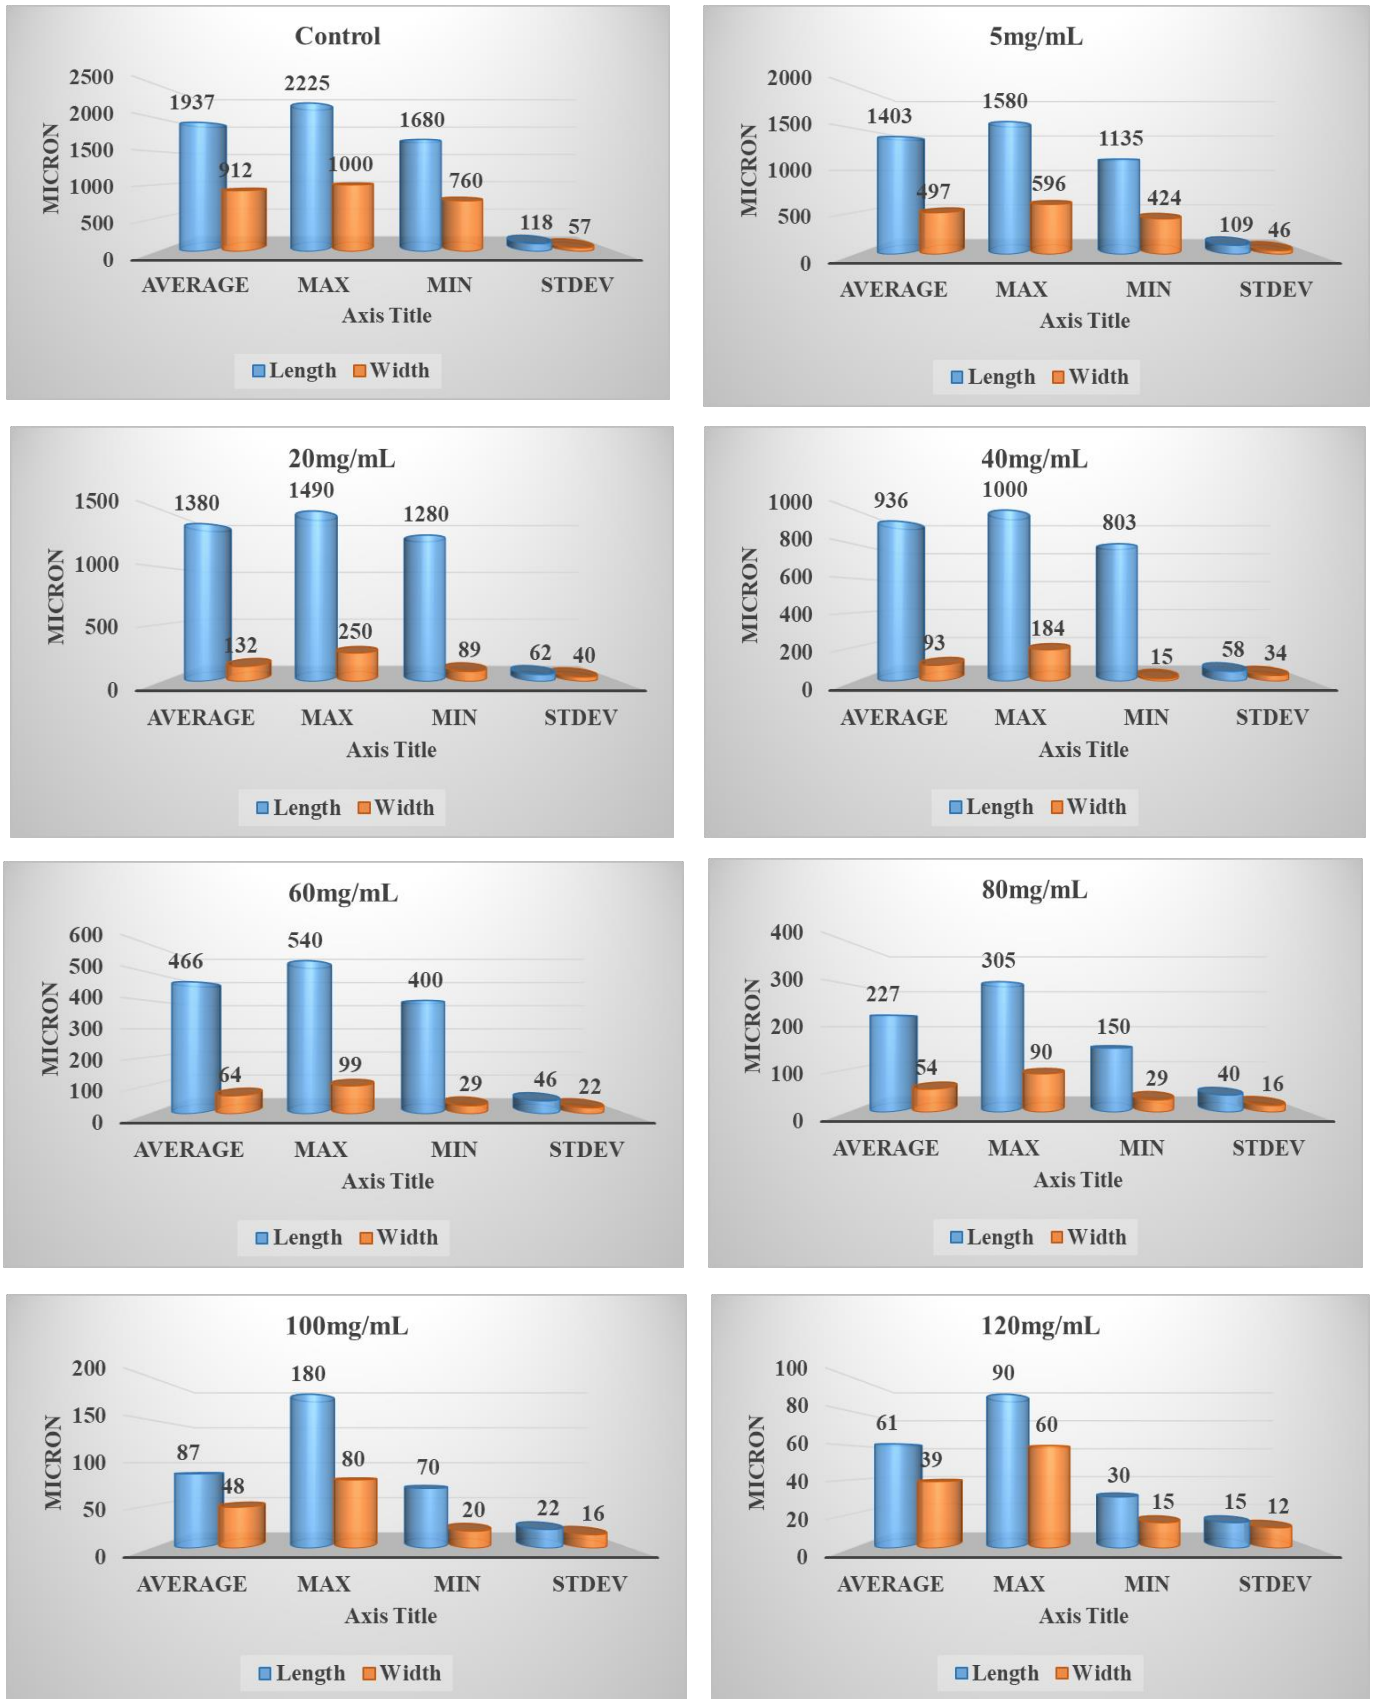 Control
2500
2000
1500
1000
500
0
MICRON
1937
912
2225
1000
1680
760
118
57
AVERAGE MAX MIN STDEV
Axis Title
Length Width
5mg/mL
2000
1500
1000
500
0
MICRON
1403
497
1580
596
1135
424
109
46
AVERAGE MAX MIN STDEV
Axis Title
Length Width
20mg/mL
1500
1000
500
0
MICRON
1380
132
1490
250
1280
89
62
40
AVERAGE MAX MIN STDEV
Axis Title
Length Width
40mg/mL
1000
800
600
400
200
0
MICRON
936
93
1000
184
803
15
58
34
AVERAGE MAX MIN STDEV
Axis Title
Length Width
60mg/mL
600
500
400
300
200
100
0
MICRON
466
64
540
99
400
29
46
22
AVERAGE MAX MIN STDEV
Axis Title
Length Width
80mg/mL
400
300
200
100
0
MICRON
227
54
305
90
150
29
40
16
AVERAGE MAX MIN STDEV
Axis Title
Length Width
100mg/mL
200
150
100
50
0
MICRON
87
48
180
80
70
20
22
16
AVERAGE MAX MIN STDEV
Axis Title
Length Width
120mg/mL
100
80
60
40
20
0
MICRON
61
39
90
60
30
15
15
12
AVERAGE MAX MIN STDEV
Axis Title
Length Width